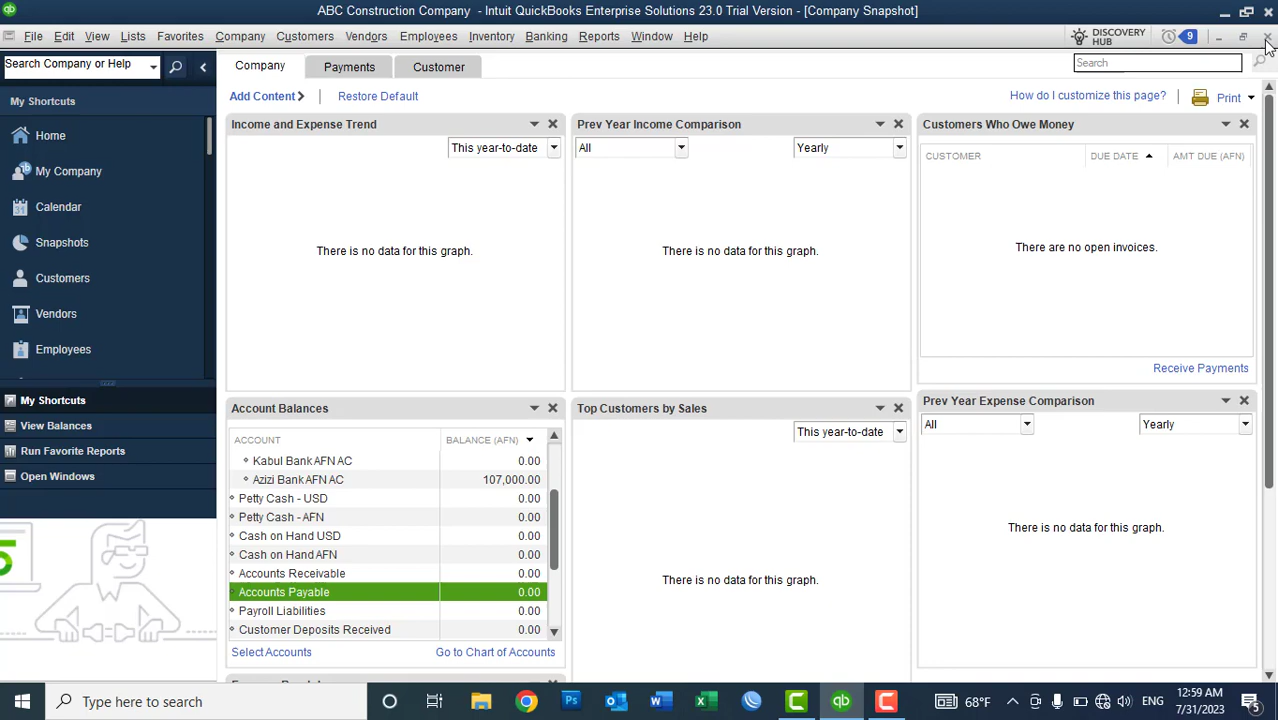 ABC Construction Company - Intuit QuickBooks Enterprise Solutions 23.0 Trial Version - [Company Snapshot]
File Edit View Lists Favorites Company Customers Vendors Employees Inventory Banking Reports Window Help
DISCOVERY HUB 9
Search Company or Help
Company Payments Customer
Search
My Shortcuts
Add Content Restore Default
How do I customize this page? Print
Home
My Company
Calendar
31
Snapshots
Customers
Vendors
Employees
My Shortcuts
View Balances
Run Favorite Reports
Open Windows
5
Income and Expense Trend
This year-to-date
There is no data for this graph.
Prev Year Income Comparison
All Yearly
There is no data for this graph.
Customers Who Owe Money
CUSTOMER DUE DATE AMT DUE (AFN)
There are no open invoices.
Receive Payments
Account Balances
ACCOUNT BALANCE (AFN)
Kabul Bank AFN AC 0.00
Azizi Bank AFN AC 107,000.00
Petty Cash - USD 0.00
Petty Cash - AFN 0.00
Cash on Hand USD 0.00
Cash on Hand AFN 0.00
Accounts Receivable 0.00
Accounts Payable 0.00
Payroll Liabilities 0.00
Customer Deposits Received 0.00
Select Accounts Go to Chart of Accounts
Top Customers by Sales
This year-to-date
There is no data for this graph.
Prev Year Expense Comparison
All Yearly
There is no data for this graph.
Type here to search
68°F ENG
12:59 AM
7/31/2023
5